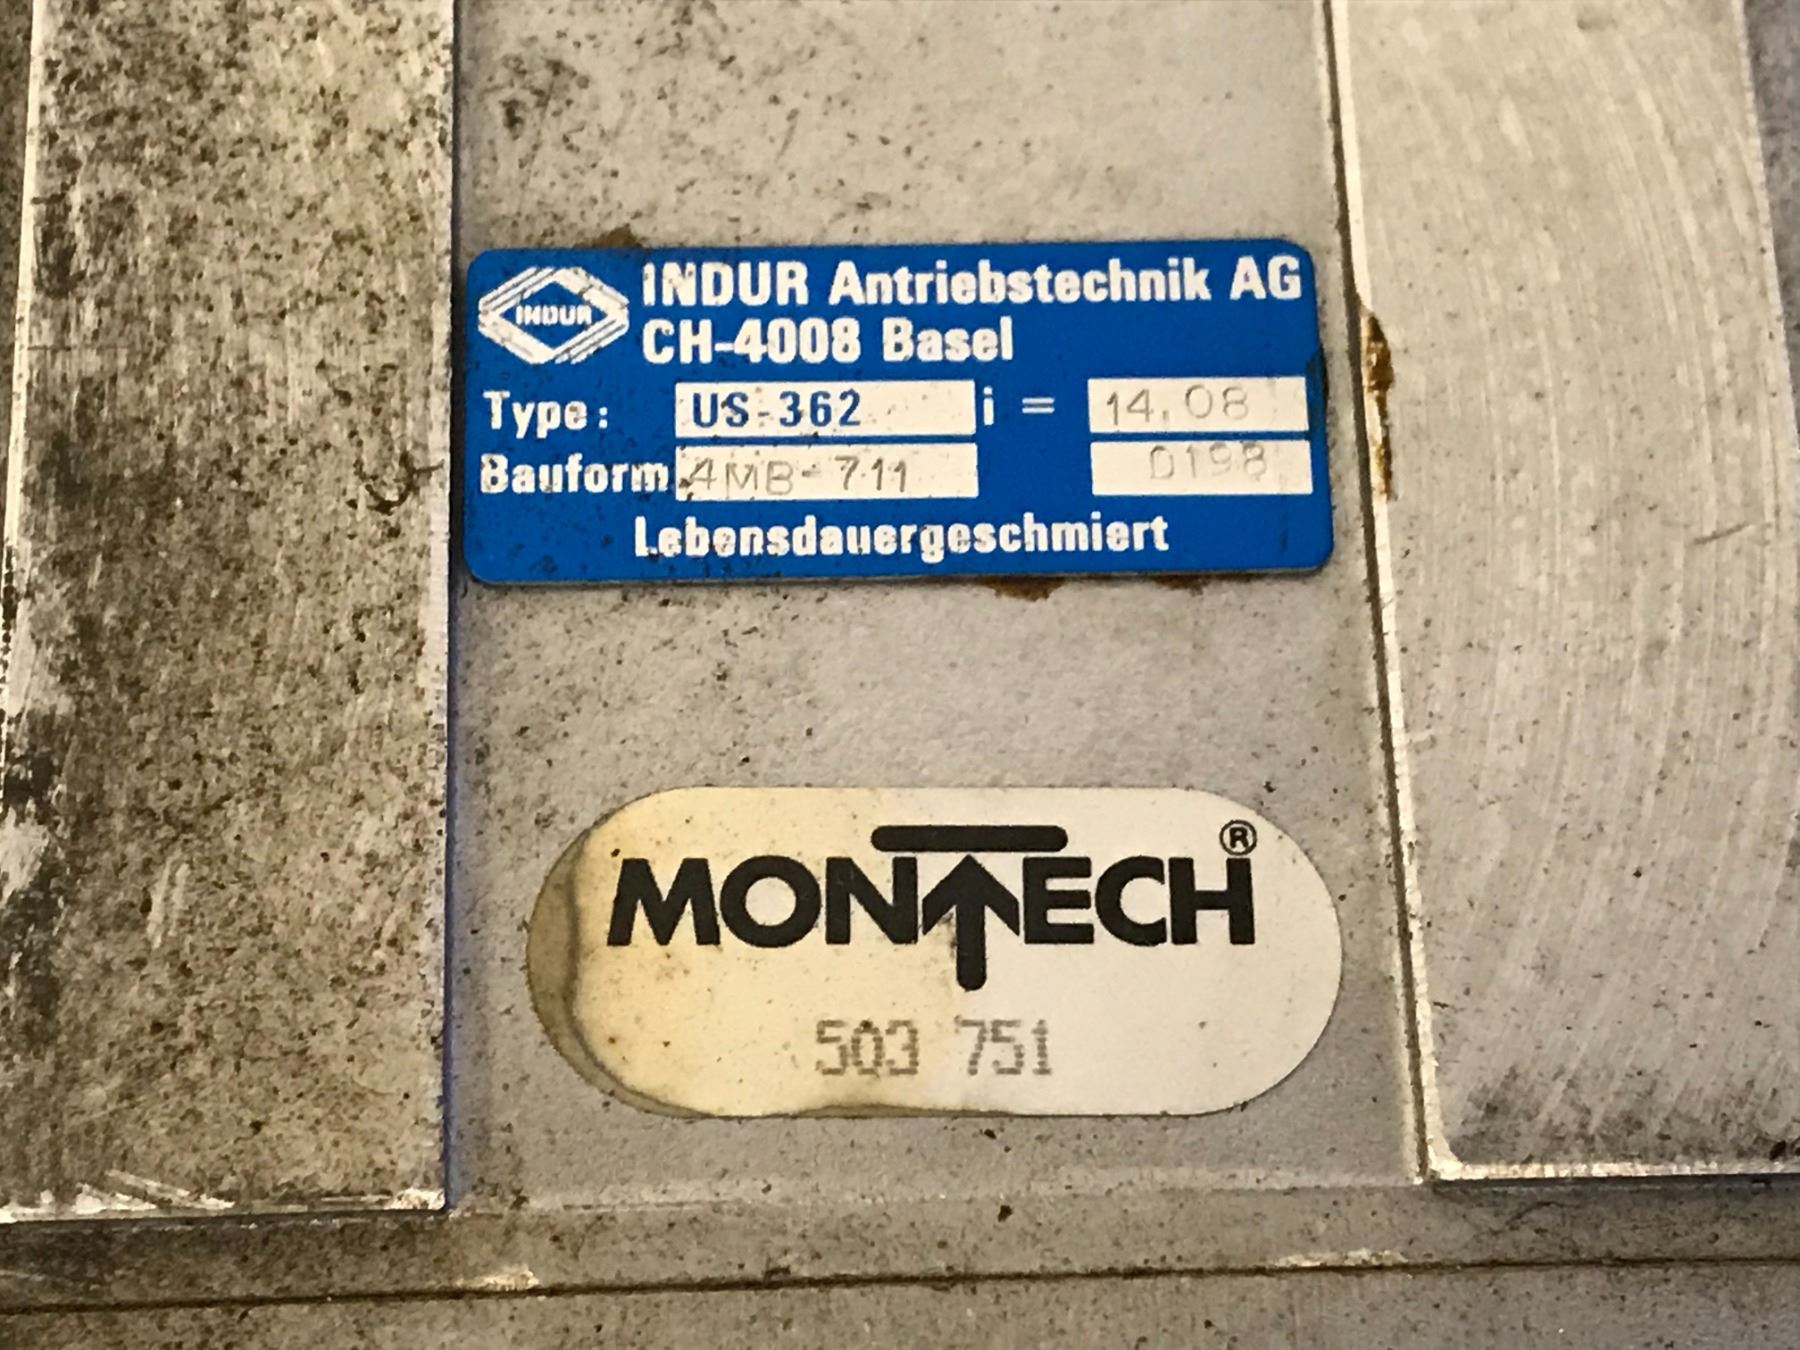 INDUR
INDUR Antriebstechnik AG
CH-4008 Basel
Type: US-362 i = 14.08
Bauform 4MB-711 0198
Lebensdauergeschmiert
MONTECH®
503 751